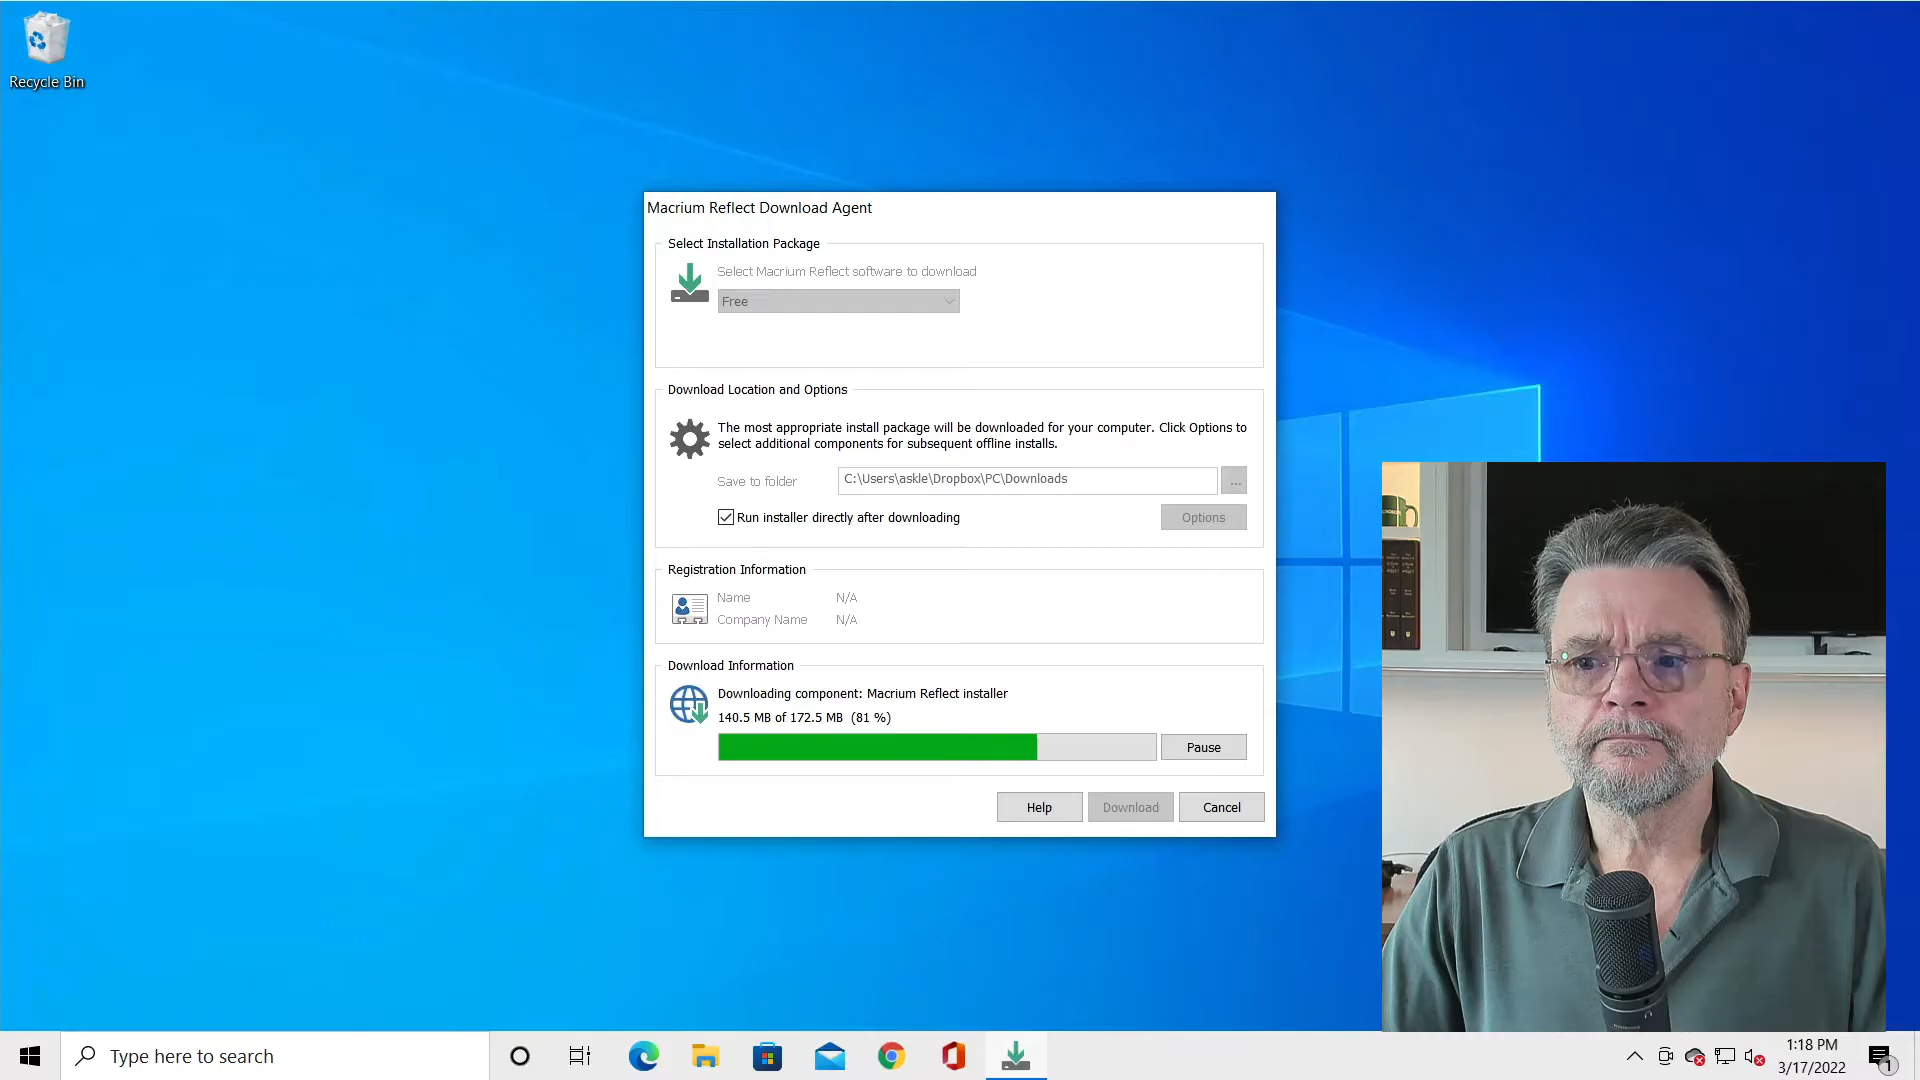 Recycle Bin
Macrium Reflect Download Agent
Select Installation Package
Select Macrium Reflect software to download
Free
Download Location and Options
The most appropriate install package will be downloaded for your computer. Click Options to
select additional components for subsequent offline installs.
Save to folder
C:\Users\askle\Dropbox\PC\Downloads
...
Run installer directly after downloading
Options
Registration Information
Name N/A
Company Name N/A
Download Information
Downloading component: Macrium Reflect installer
140.5 MB of 172.5 MB (81 %)
Pause
Help
Download
Cancel
Type here to search
1:18 PM
3/17/2022
1